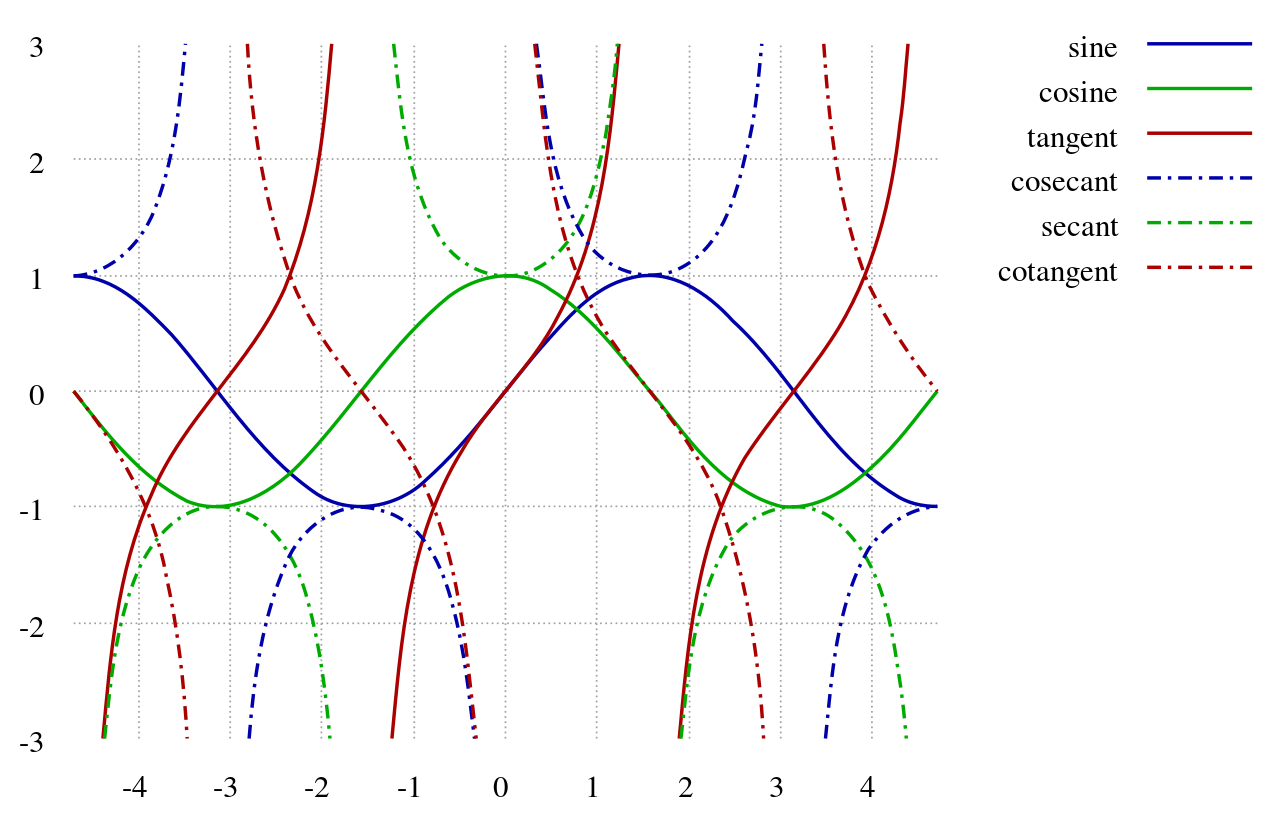 3
2
1
0
-1
-2
-3
-4 -3 -2 -1 0 1 2 3 4
sine
cosine
tangent
cosecant
secant
cotangent